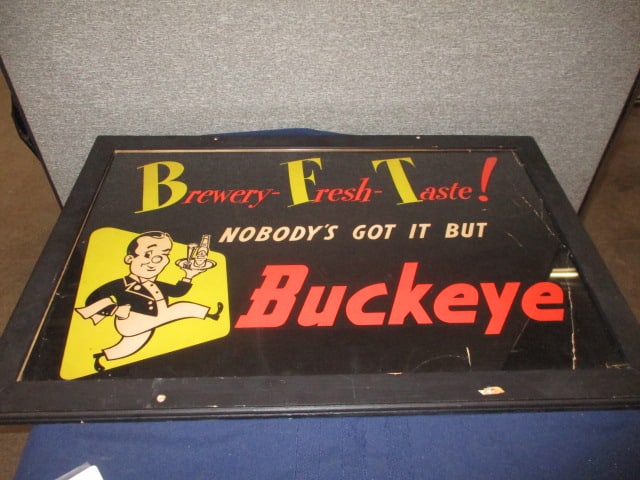 Brewery-Fresh-Taste!
NOBODY'S GOT IT BUT
Buckeye